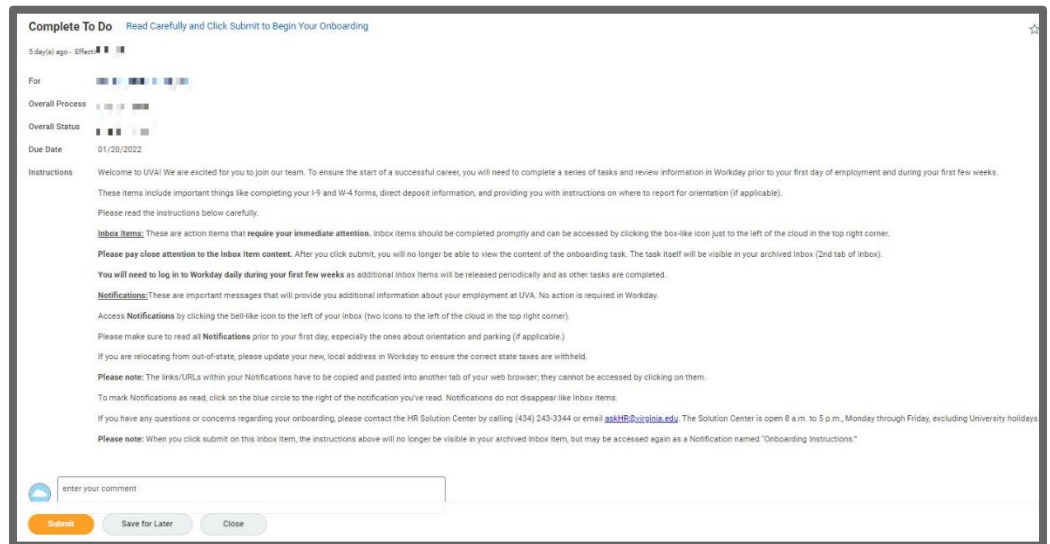 Complete To Do Read Carefully and Click Submit to Begin Your Onboarding
5 day(s) ago - Effecti
For
Overall Process
Overall Status
Due Date 01/20/2022
Instructions Welcome to UVA! We are excited for you to join our team. To ensure the start of a successful career, you will need to complete a series of tasks and review information in Workday prior to your first day of employment and during your first few weeks.
These items include important things like completing your I-9 and W-4 forms, direct deposit information, and providing you with instructions on where to report for orientation (if applicable).
Please read the instructions below carefully.
Inbox Items: These are action items that require your immediate attention. Inbox items should be completed promptly and can be accessed by clicking the box-like icon just to the left of the cloud in the top right corner.
Please pay close attention to the Inbox Item content. After you click submit, you will no longer be able to view the content of the onboarding task. The task itself will be visible in your archived Inbox (2nd tab of Inbox).
You will need to log in to Workday daily during your first few weeks as additional Inbox Items will be released periodically and as other tasks are completed.
Notifications:These are important messages that will provide you additional information about your employment at UVA. No action is required in Workday.
Access Notifications by clicking the bell-like icon to the left of your inbox (two icons to the left of the cloud in the top right corner).
Please make sure to read all Notifications prior to your first day, especially the ones about orientation and parking (if applicable.)
If you are relocating from out-of-state, please update your new, local address in Workday to ensure the correct state taxes are withheld.
Please note: The links/URLs within your Notifications have to be copied and pasted into another tab of your web browser; they cannot be accessed by clicking on them.
To mark Notifications as read, click on the blue circle to the right of the notification you've read. Notifications do not disappear like Inbox items.
If you have any questions or concerns regarding your onboarding, please contact the HR Solution Center by calling (434) 243-3344 or email askHR@virginia.edu. The Solution Center is open 8 a.m. to 5 p.m., Monday through Friday, excluding University holidays.
Please note: When you click submit on this Inbox Item, the instructions above will no longer be visible in your archived Inbox Item, but may be accessed again as a Notification named "Onboarding Instructions."
enter your comment
Submit Save for Later Close